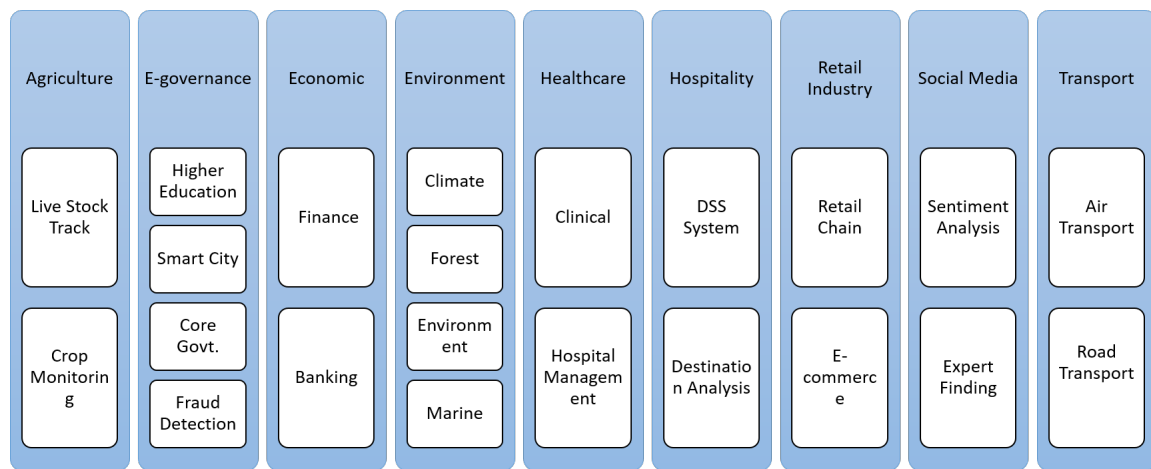 Agriculture
Live Stock
Track
Crop
Monitorin
g
E-governance
Higher
Education
Smart City
Core
Govt.
Fraud
Detection
Economic
Finance
Banking
Environment
Climate
Forest
Environm
ent
Marine
Healthcare
Clinical
Hospital
Managem
ent
Hospitality
DSS
System
Destinatio
n Analysis
Retail
Industry
Retail
Chain
E-
commerc
e
Social Media
Sentiment
Analysis
Expert
Finding
Transport
Air
Transport
Road
Transport